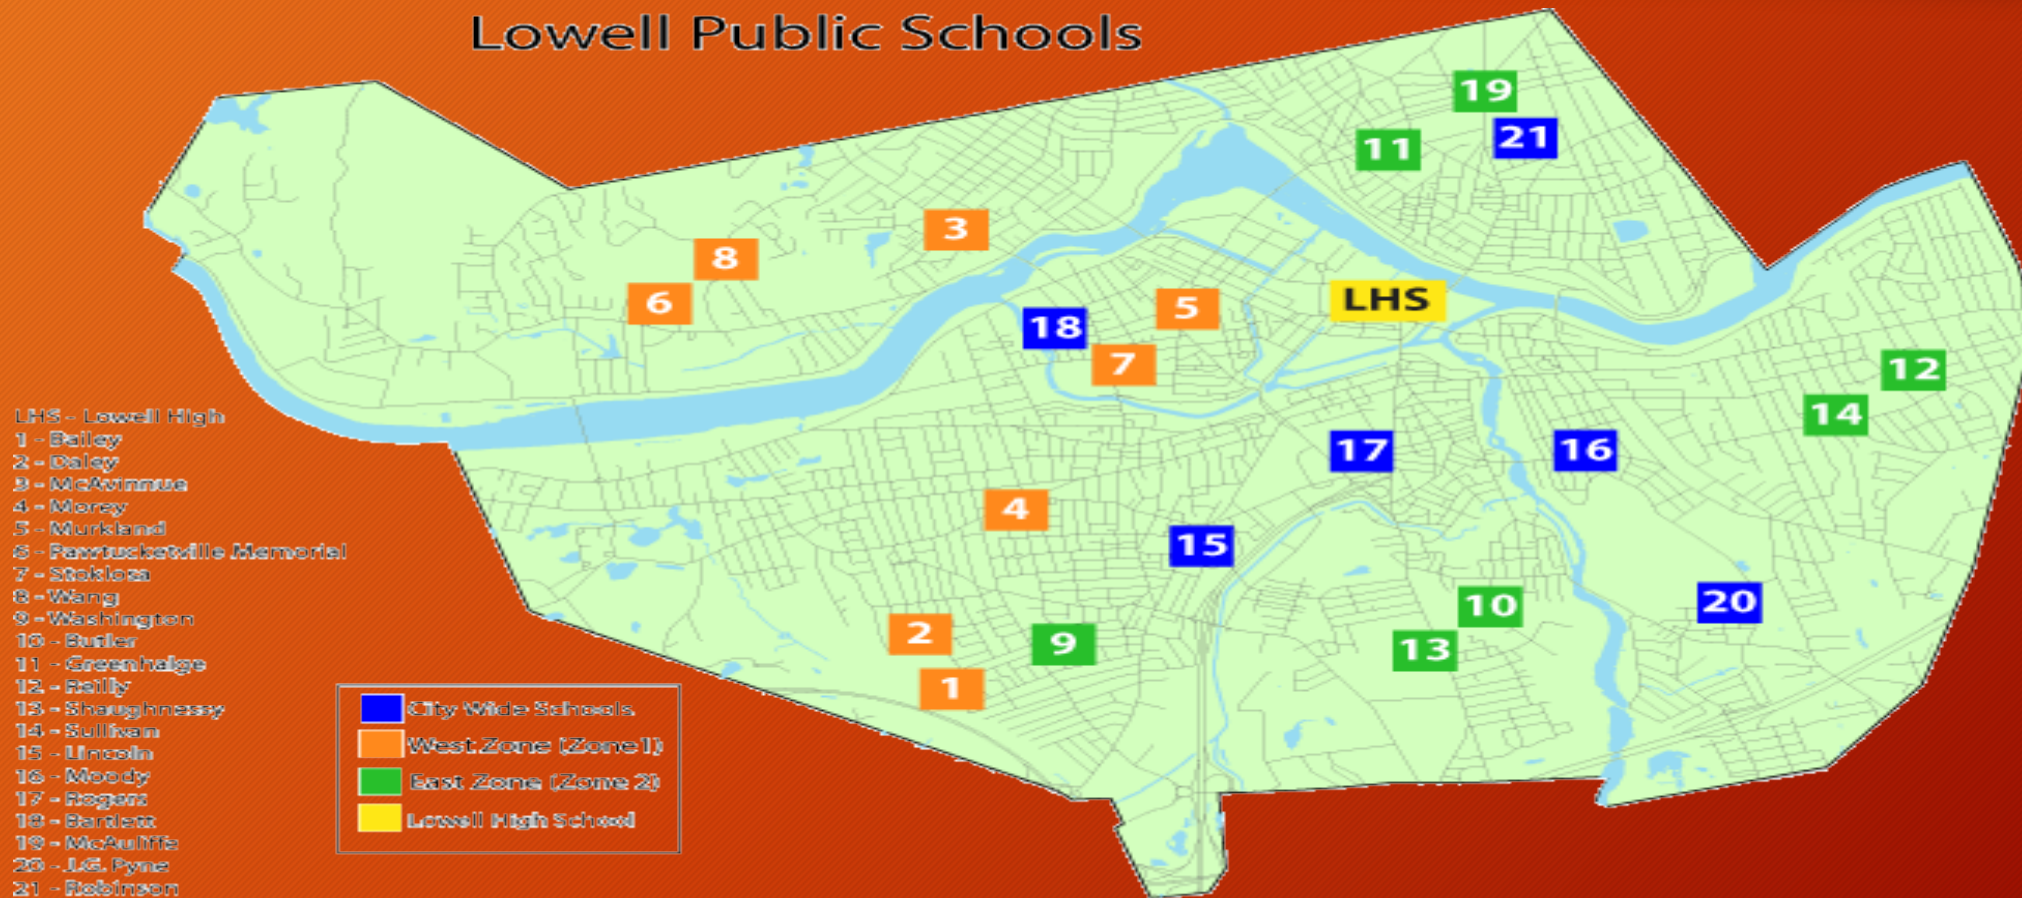 Lowell Public Schools
19
21
11
3
8
6
5
LHS
18
7
12
14
17
16
4
15
20
10
2
9
13
1
LHS - Lowell High
1 - Bailey
2 - Daley
3 - McAvinnue
4 - Morey
5 - Murkland
6 - Pawtucketville Memorial
7 - Stoklosa
8 - Wang
9 - Washington
10 - Butler
11 - Greenhalge
12 - Reilly
13 - Shaughnessy
14 - Sullivan
15 - Lincoln
16 - Moody
17 - Rogers
18 - Bartlett
19 - McAuliffe
20 - J.G. Pyne
21 - Robinson
City Wide Schools
West Zone (Zone 1)
East Zone (Zone 2)
Lowell High School